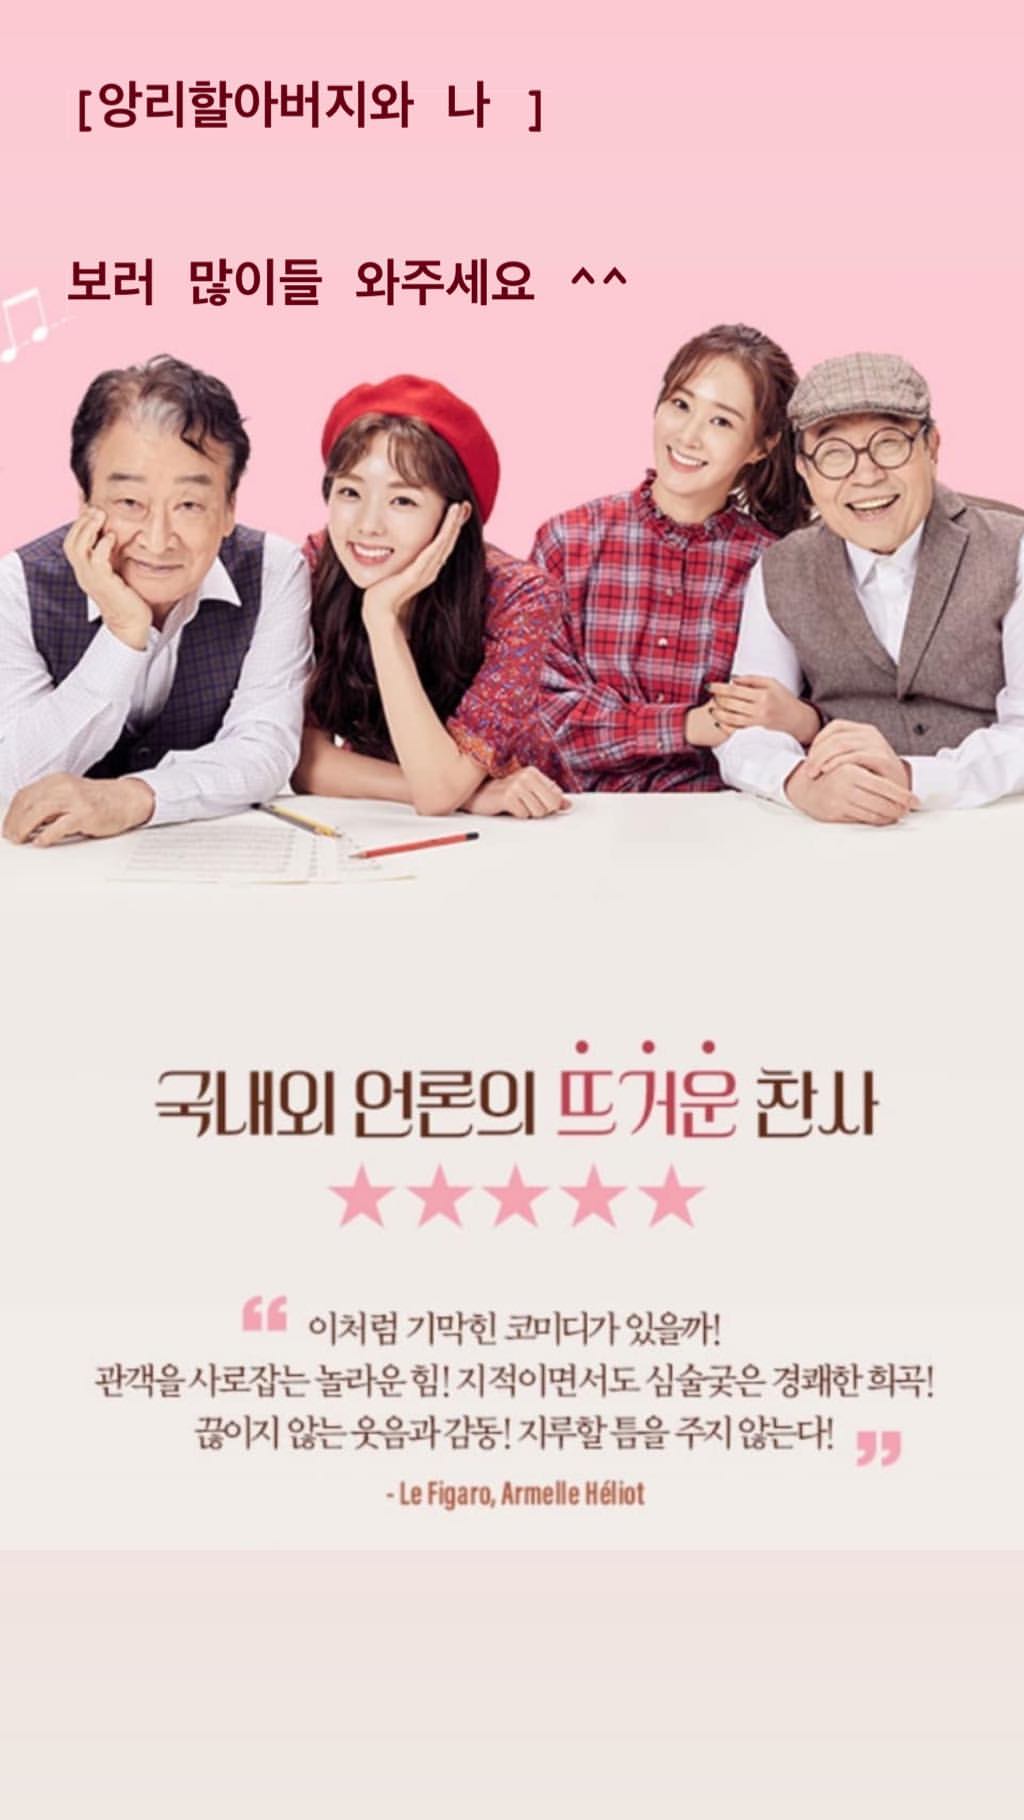 [앙리할아버지와 나 ]
보러 많이들 와주세요 ^^
국내외 언론의 뜨거운 찬사
“ 이처럼 기막힌 코미디가 있을까!
관객을 사로잡는 놀라운 힘! 지적이면서도 심술궂은 경쾌한 희곡!
끊이지 않는 웃음과 감동! 지루할 틈을 주지 않는다! ”
- Le Figaro, Armelle Héliot